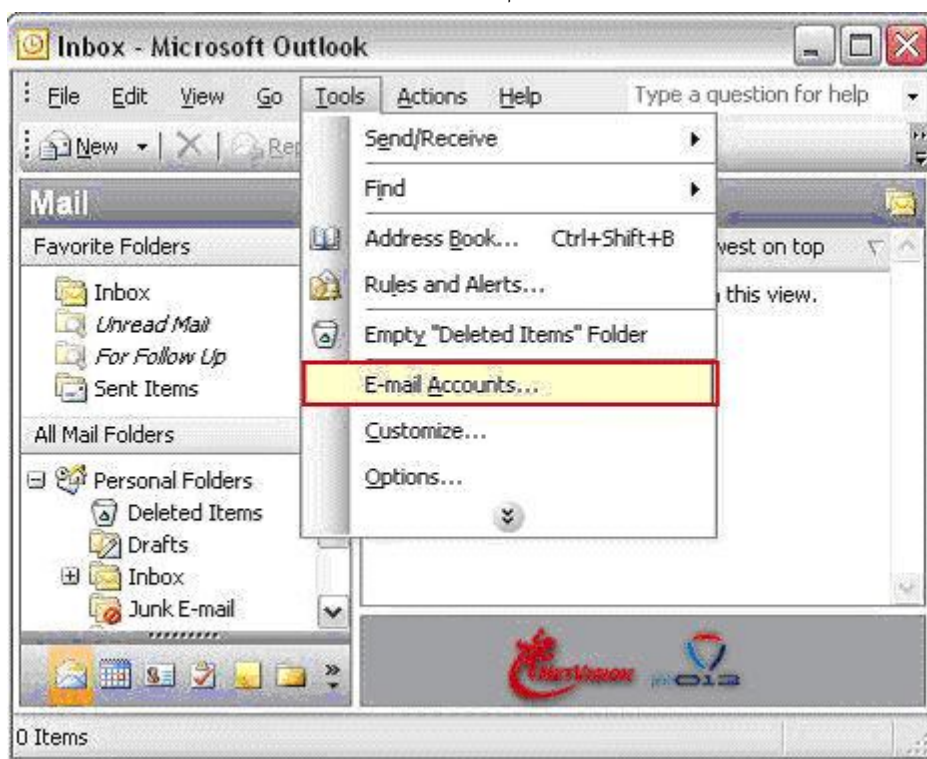 Inbox - Microsoft Outlook
File Edit View Go Tools Actions Help Type a question for help
New
Send/Receive
Find
Address Book... Ctrl+Shift+B
Rules and Alerts...
Empty "Deleted Items" Folder
E-mail Accounts...
Customize...
Options...
Mail
Favorite Folders
Inbox
Unread Mail
For Follow Up
Sent Items
All Mail Folders
Personal Folders
Deleted Items
Drafts
Inbox
Junk E-mail
on top
this view.
013
0 Items